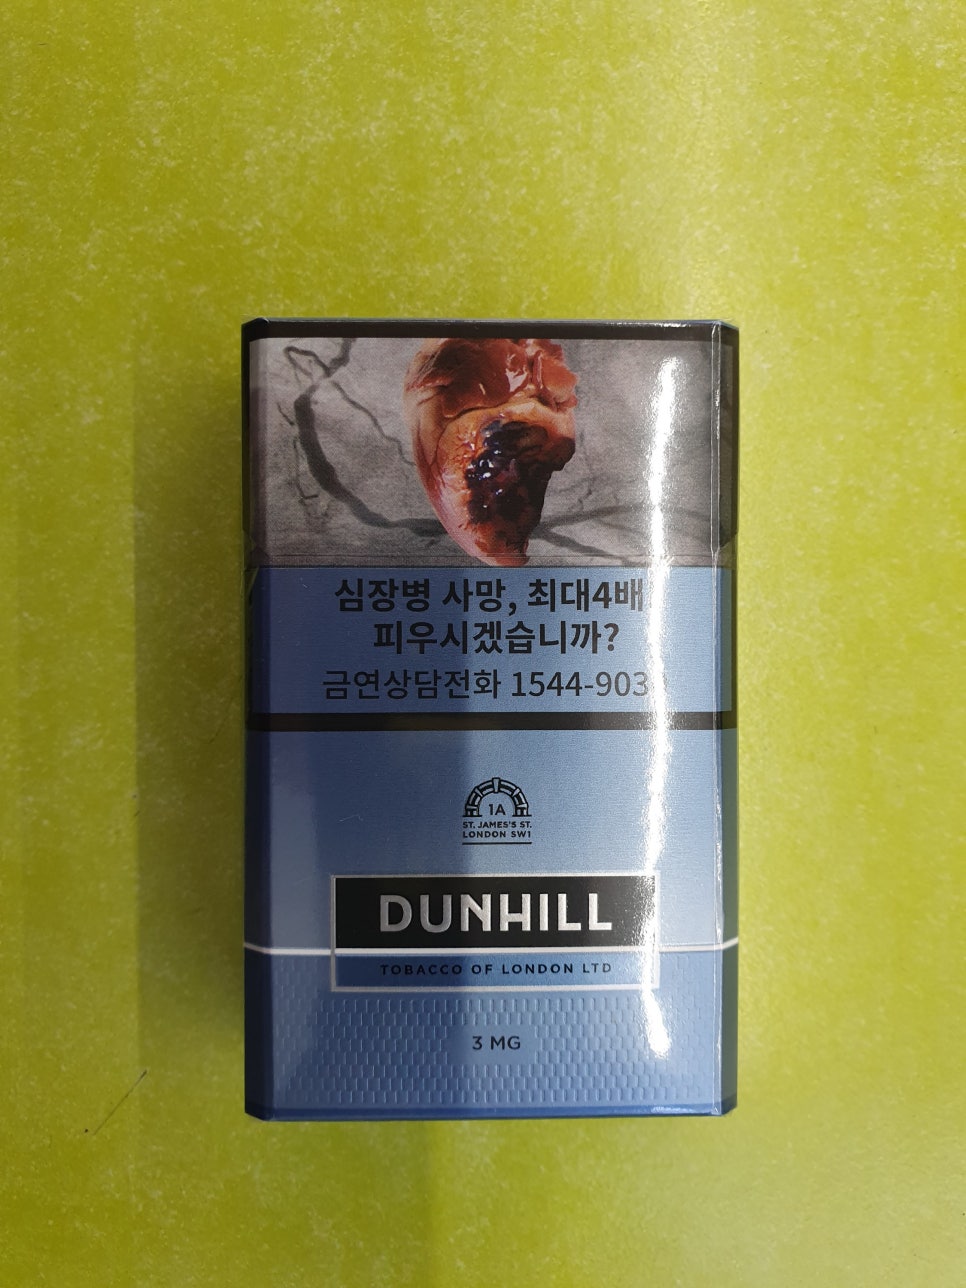 심장병 사망, 최대4배
피우시겠습니까?
금연상담전화 1544-903
1A
ST. JAMES'S ST.
LONDON SW1
DUNHILL
TOBACCO OF LONDON LTD
3 MG